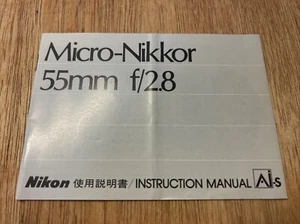 Micro-Nikkor
55mm f/2.8
Nikon 使用説明書/INSTRUCTION MANUAL Ai-s